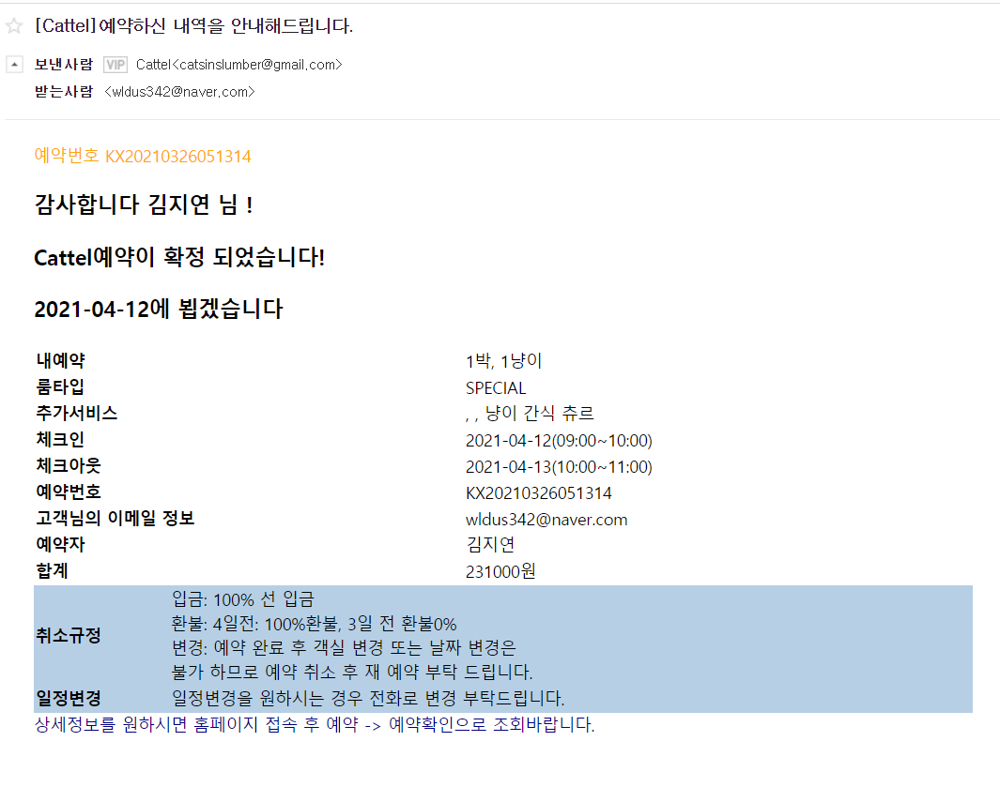 [Cattel]예약하신 내역을 안내해드립니다.
보낸사람 VIP Cattel<catsinslumber@gmail.com>
받는사람 <wldus342@naver.com>
예약번호 KX20210326051314
감사합니다 김지연 님 !
Cattel예약이 확정 되었습니다!
2021-04-12에 뵙겠습니다
내예약 1박, 1냥이
룸타입 SPECIAL
추가서비스 , , 냥이 간식 츄르
체크인 2021-04-12(09:00~10:00)
체크아웃 2021-04-13(10:00~11:00)
예약번호 KX20210326051314
고객님의 이메일 정보 wldus342@naver.com
예약자 김지연
합계 231000원
입금: 100% 선 입금
환불: 4일전: 100%환불, 3일 전 환불0%
취소규정
변경: 예약 완료 후 객실 변경 또는 날짜 변경은
불가 하므로 예약 취소 후 재 예약 부탁 드립니다.
일정변경 일정변경을 원하시는 경우 전화로 변경 부탁드립니다.
상세정보를 원하시면 홈페이지 접속 후 예약 -> 예약확인으로 조회바랍니다.